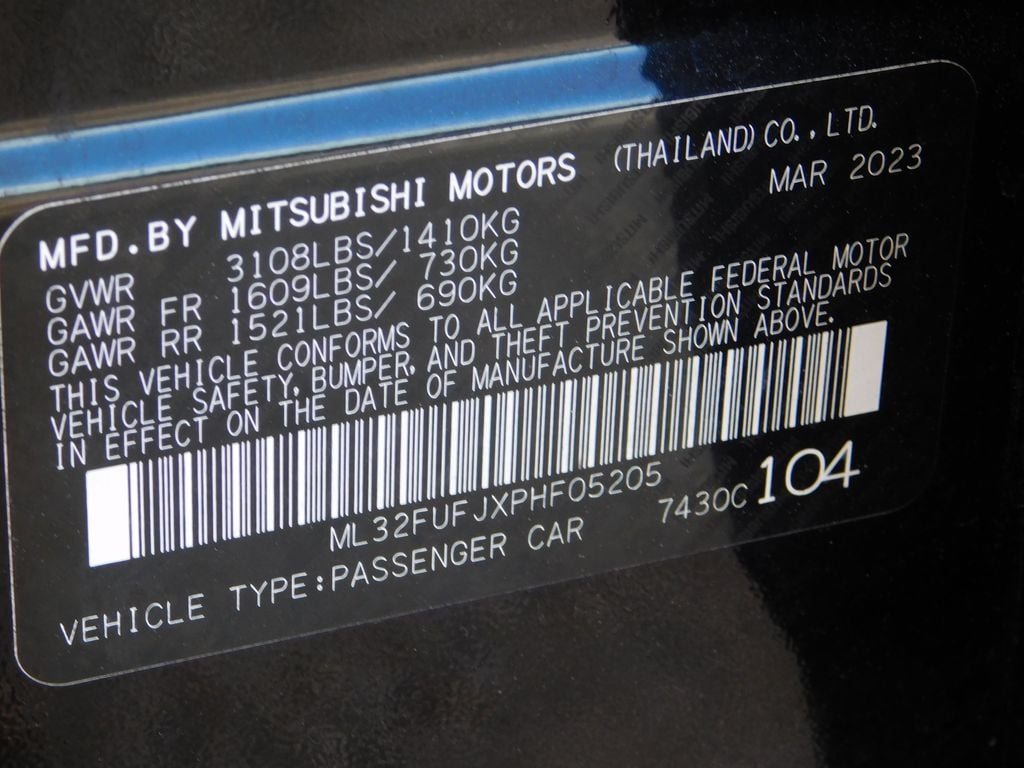 MFD.BY MITSUBISHI MOTORS (THAILAND) CO.,LTD.
MAR 2023
GVWR 3108LBS/1410KG
GAWR FR 1609LBS/ 730KG
GAWR RR 1521LBS/ 690KG
THIS VEHICLE CONFORMS TO ALL APPLICABLE FEDERAL MOTOR
VEHICLE SAFETY, BUMPER, AND THEFT PREVENTION STANDARDS
IN EFFECT ON THE DATE OF MANUFACTURE SHOWN ABOVE.
ML32FUFJXPHF05205
7430C 104
VEHICLE TYPE:PASSENGER CAR